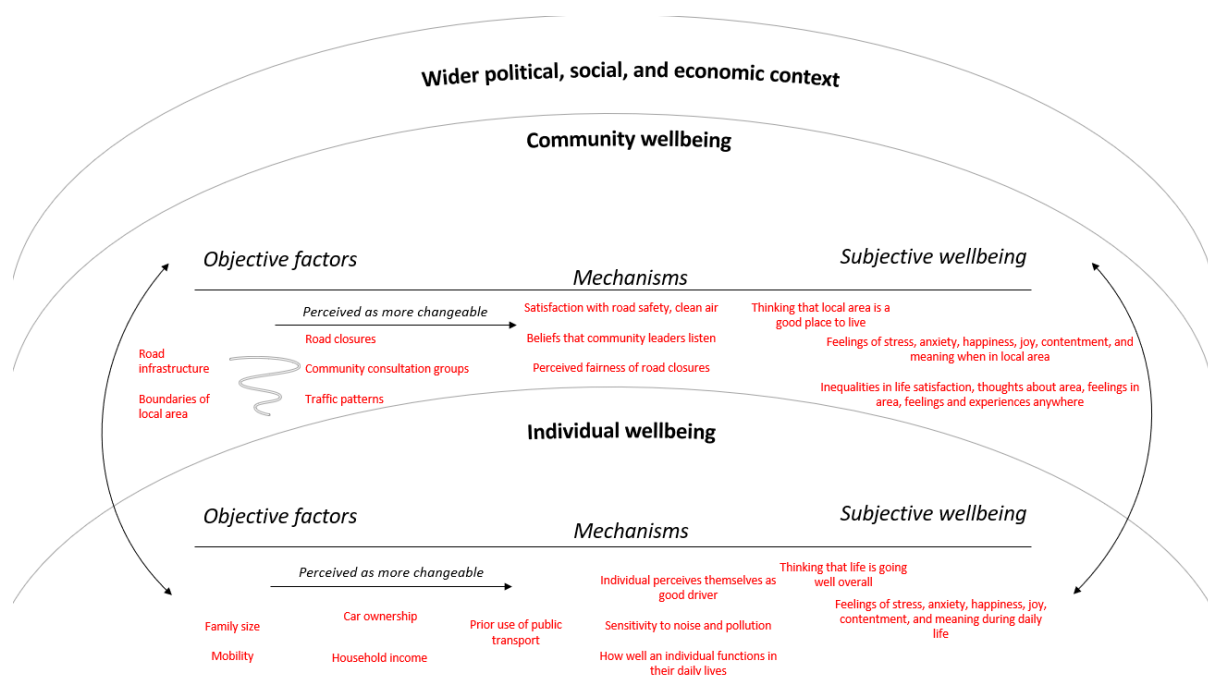 Wider political, social, and economic context
Community wellbeing
Objective factors
Mechanisms
Subjective wellbeing
Perceived as more changeable
Road
infrastructure
Boundaries of
local area
Road closures
Community consultation groups
Traffic patterns
Satisfaction with road safety, clean air
Beliefs that community leaders listen
Perceived fairness of road closures
Thinking that local area is a
good place to live
Feelings of stress, anxiety, happiness, joy, contentment, and
meaning when in local area
Inequalities in life satisfaction, thoughts about area, feelings in
area, feelings and experiences anywhere
Individual wellbeing
Objective factors
Mechanisms
Subjective wellbeing
Perceived as more changeable
Family size
Mobility
Car ownership
Household income
Prior use of public
transport
Individual perceives themselves as
good driver
Sensitivity to noise and pollution
How well an individual functions in
their daily lives
Thinking that life is going
well overall
Feelings of stress, anxiety, happiness, joy,
contentment, and meaning during daily
life